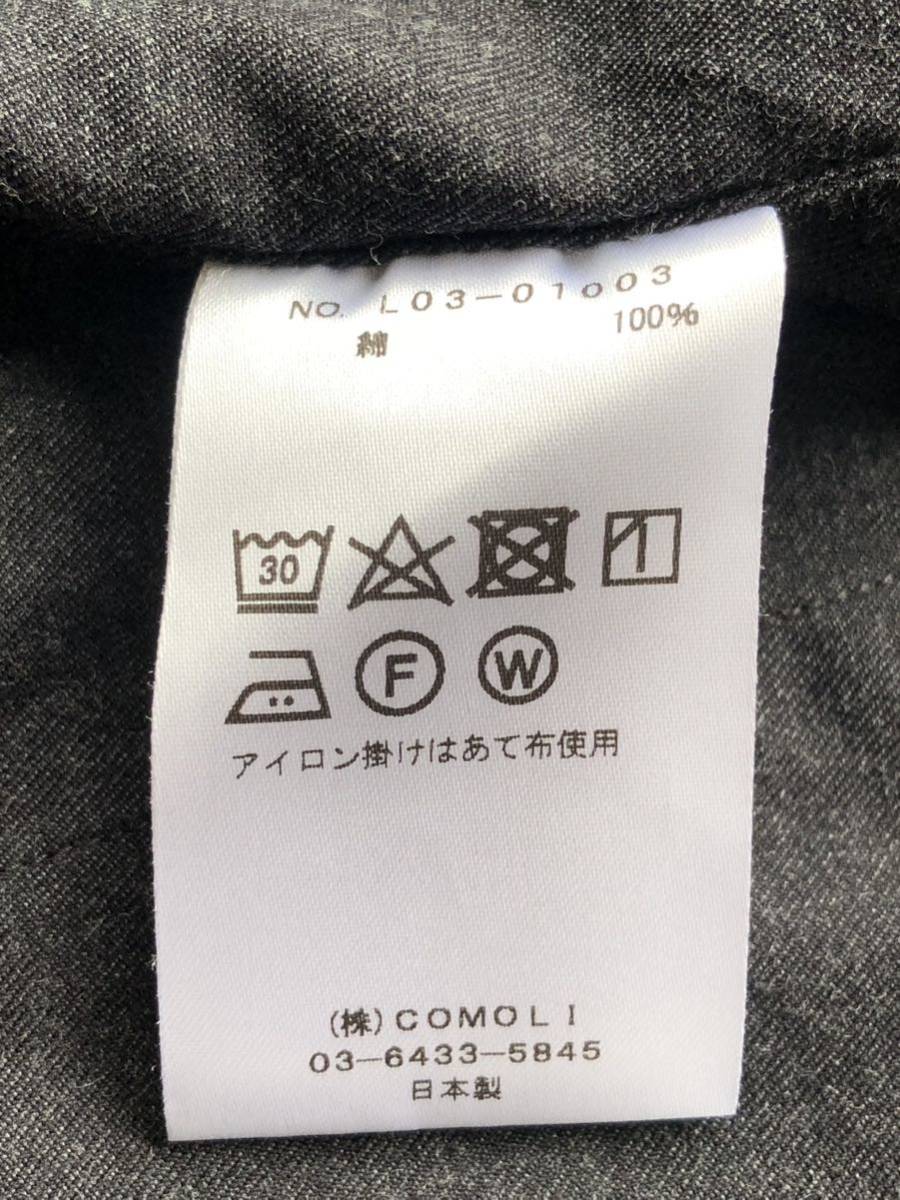 NO. L03-01003
綿 100%
30
F W
アイロン掛けはあて布使用
(株)COMOLI
03-6433-5845
日本製